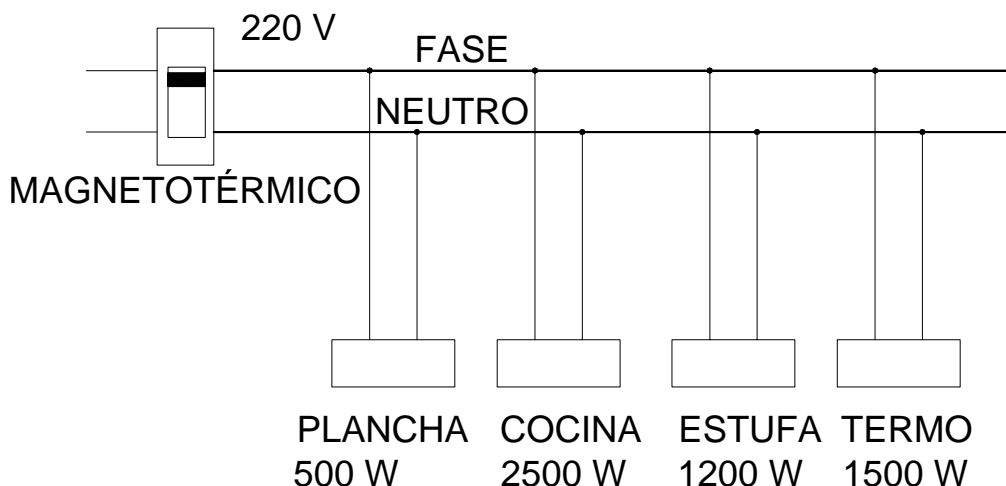 220 V
FASE
NEUTRO
MAGNETOTÉRMICO
PLANCHA
500 W
COCINA
2500 W
ESTUFA
1200 W
TERMO
1500 W